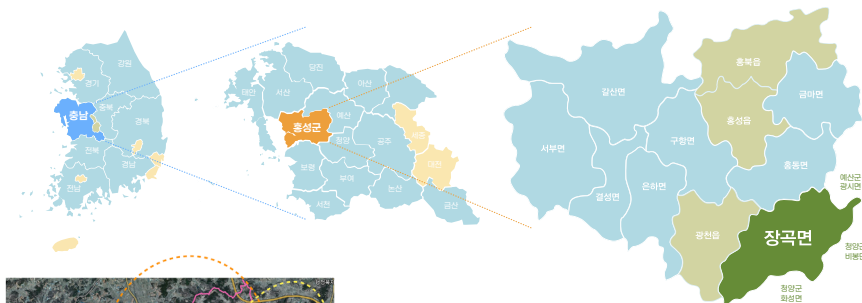 강원
경기
충남
충북
경북
전북
경남
전남
당진
아산
서산
태안
예산
홍성군
세종
청양
공주
대전
보령
부여
논산
서천
금산
홍북읍
갈산면
금마면
홍성읍
서부면
구항면
홍동면
결성면
은하면
예산군
광시면
광천읍
장곡면
청양군
화성면